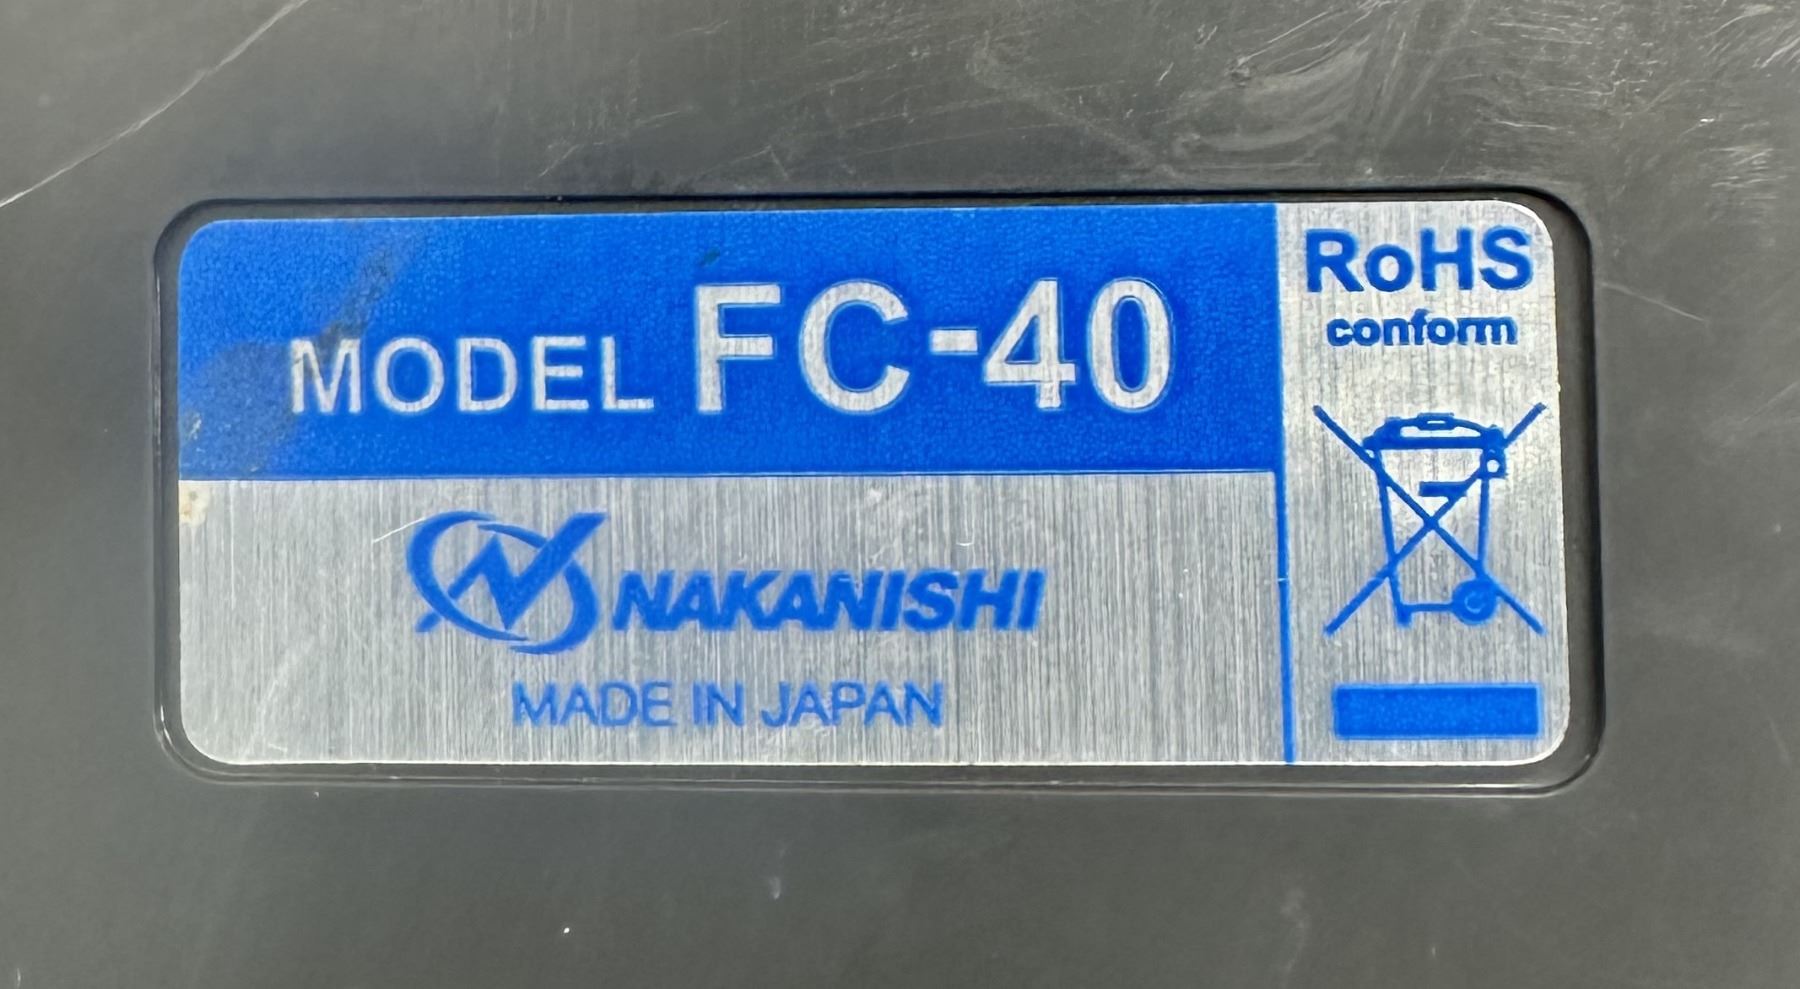 MODEL FC-40
RoHS
conform
NAKANISHI
MADE IN JAPAN